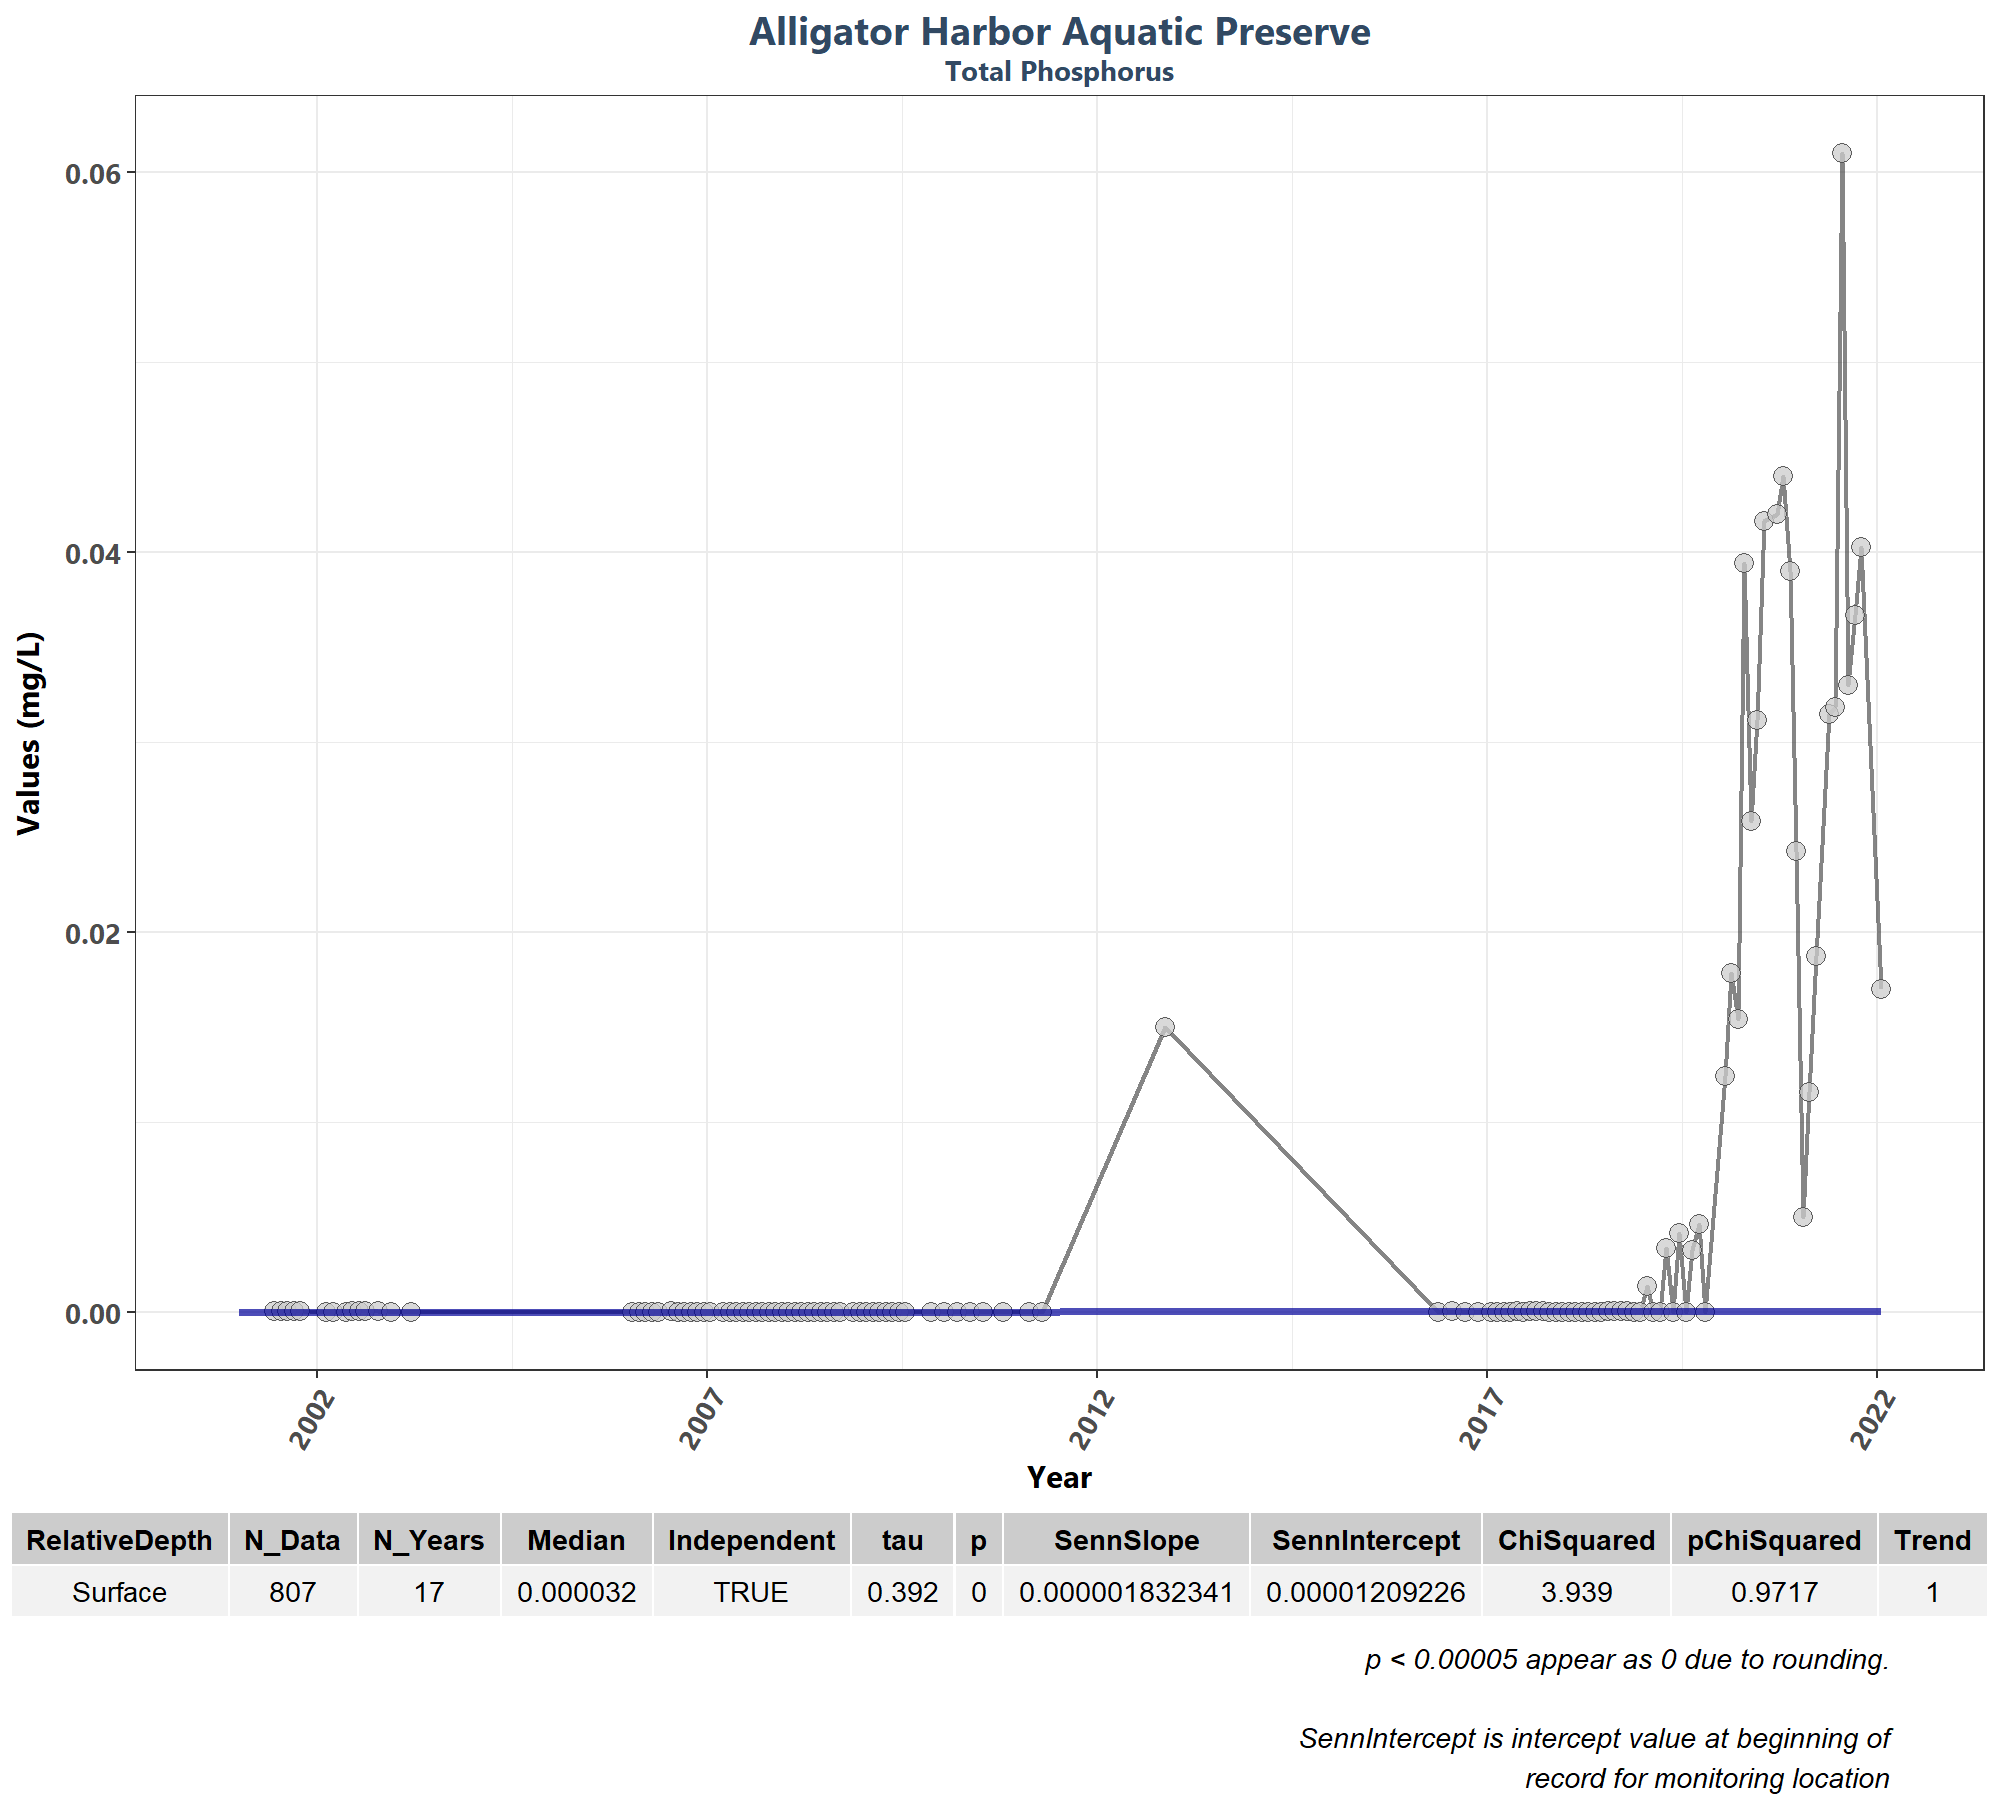 Alligator Harbor Aquatic Preserve
Total Phosphorus
Values (mg/L)
0.06
0.04
0.02
0.00
2002 2007 2012 2017 2022
Year
RelativeDepth N_Data N_Years Median Independent tau p SennSlope SennIntercept ChiSquared pChiSquared Trend
Surface 807 17 0.000032 TRUE 0.392 0 0.000001832341 0.00001209226 3.939 0.9717 1
p < 0.00005 appear as 0 due to rounding.
SennIntercept is intercept value at beginning of
record for monitoring location